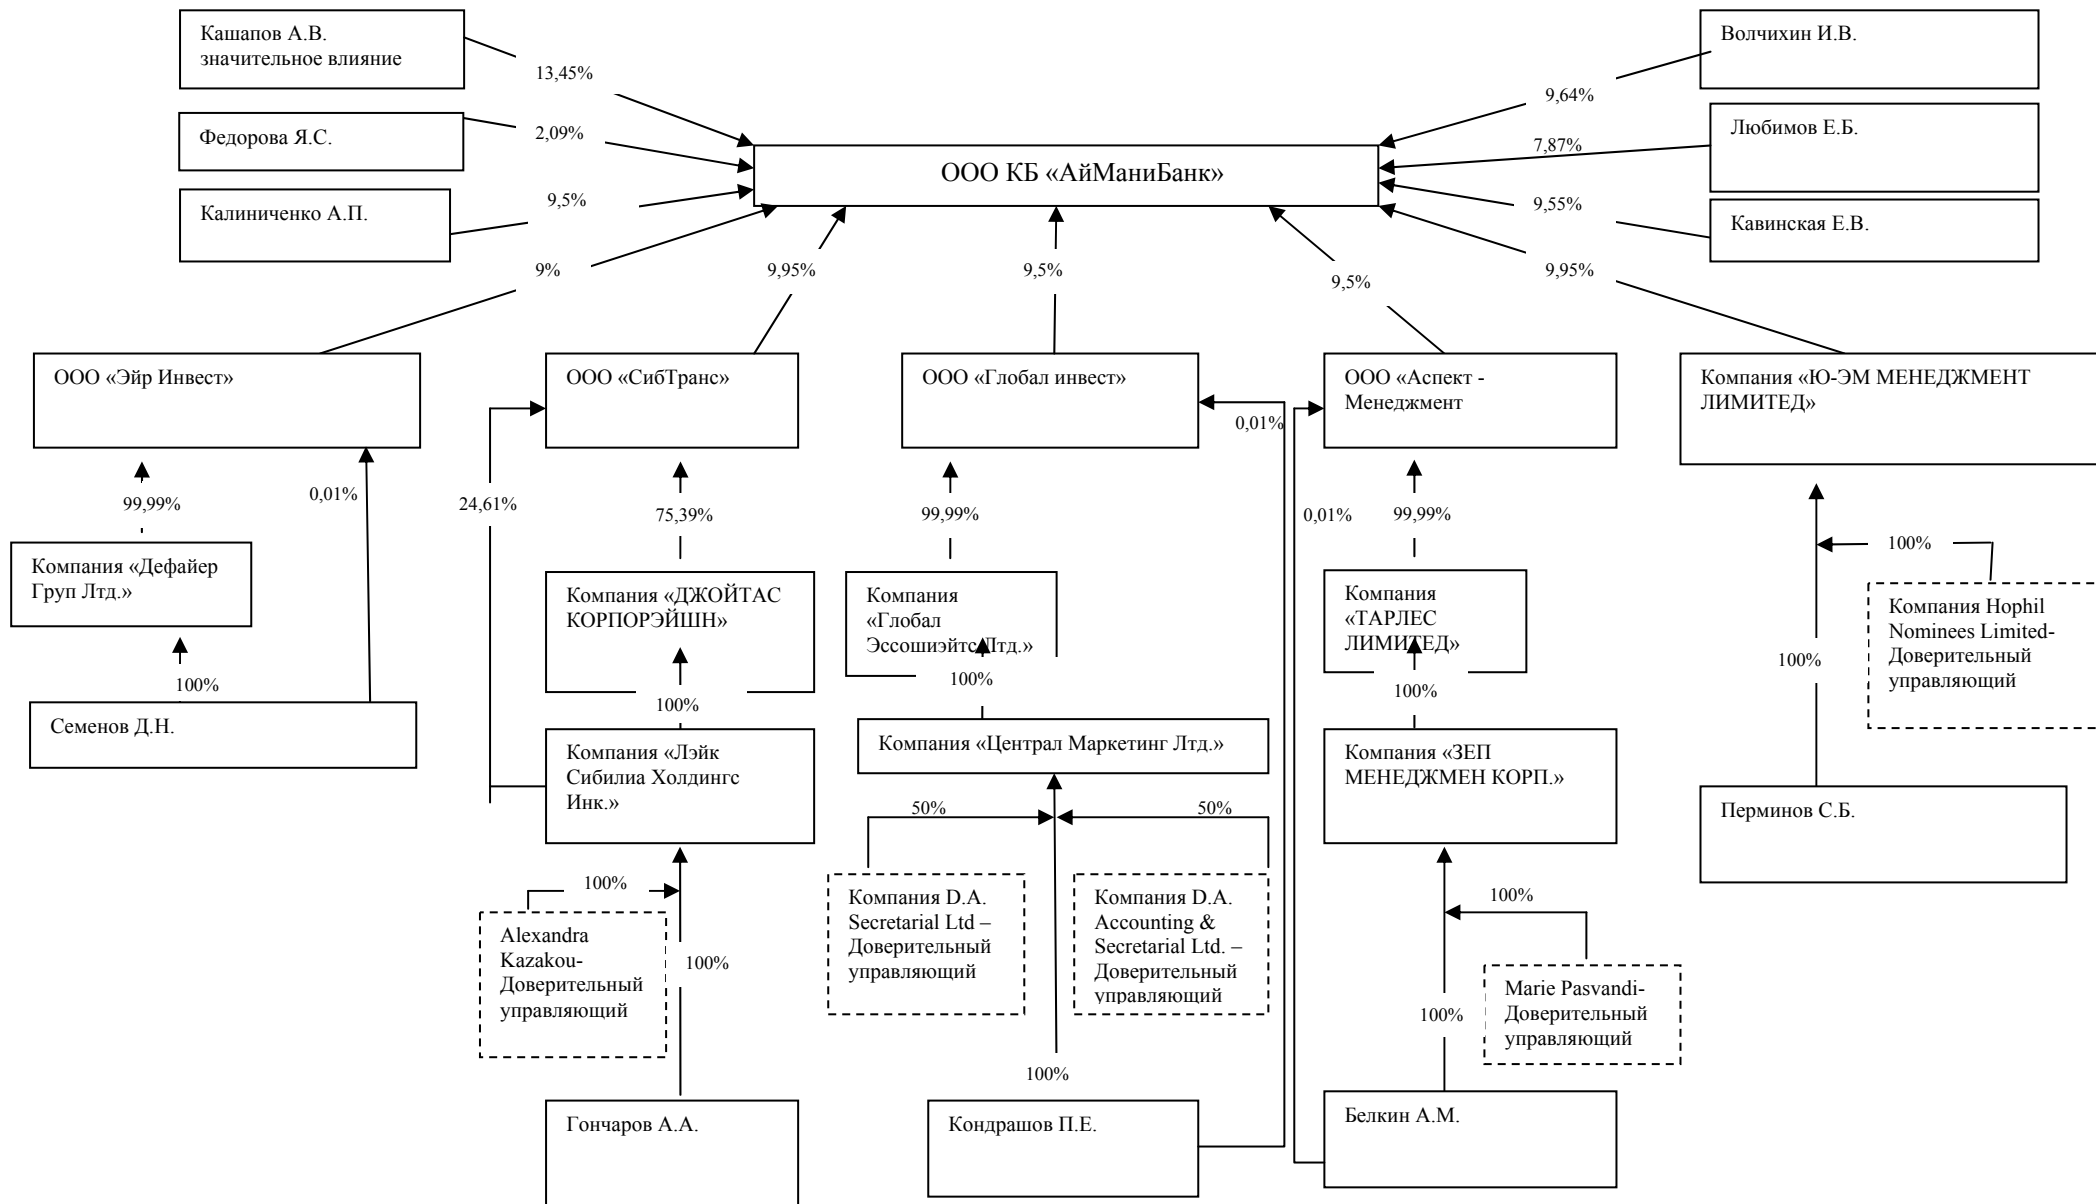 Кашапов А.В.
значительное влияние
Волчихин И.В.
13,45%
9,64%
Федорова Я.С.
2,09%
Любимов Е.Б.
7,87%
ООО КБ «АйМаниБанк»
Калиниченко А.П.
9,5%
9,55%
Кавинская Е.В.
9%
9,95%
9,5%
9,5%
9,95%
ООО «Эйр Инвест»
ООО «СибТранс»
ООО «Глобал инвест»
ООО «Аспект -
Менеджмент
Компания «Ю-ЭМ МЕНЕДЖМЕНТ
ЛИМИТЕД»
0,01%
99,99%
0,01%
24,61%
75,39%
99,99%
0,01%
99,99%
100%
Компания «Дефайер
Груп Лтд.»
Компания «ДЖОЙТАС
КОРПОРЭЙШН»
Компания
«Глобал
Эссошиэйтс Лтд.»
Компания
«ТАРЛЕС
ЛИМИТЕД»
Компания Hophil
Nominees Limited-
Доверительный
управляющий
100%
100%
100%
100%
100%
Семенов Д.Н.
Компания «Лэйк
Сибилиа Холдингс
Инк.»
Компания «Централ Маркетинг Лтд.»
Компания «ЗЕП
МЕНЕДЖМЕН КОРП.»
Перминов С.Б.
50%
50%
100%
100%
Alexandra
Kazakou-
Доверительный
управляющий
100%
Компания D.A.
Secretarial Ltd –
Доверительный
управляющий
Компания D.A.
Accounting &
Secretarial Ltd. –
Доверительный
управляющий
100%
Marie Pasvandi-
Доверительный
управляющий
100%
Гончаров А.А.
Кондрашов П.Е.
Белкин А.М.